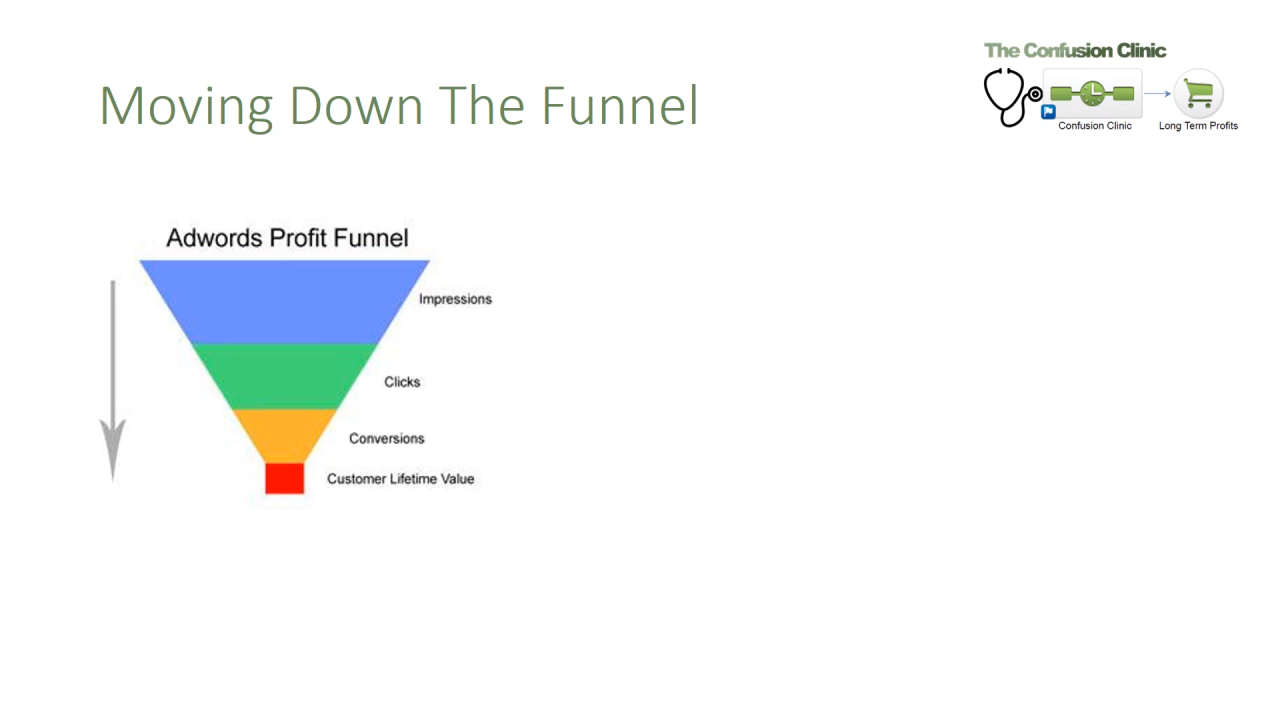 The Confusion Clinic
Moving Down The Funnel
Confusion Clinic
Long Term Profits
Adwords Profit Funnel
Impressions
Clicks
Conversions
Customer Lifetime Value